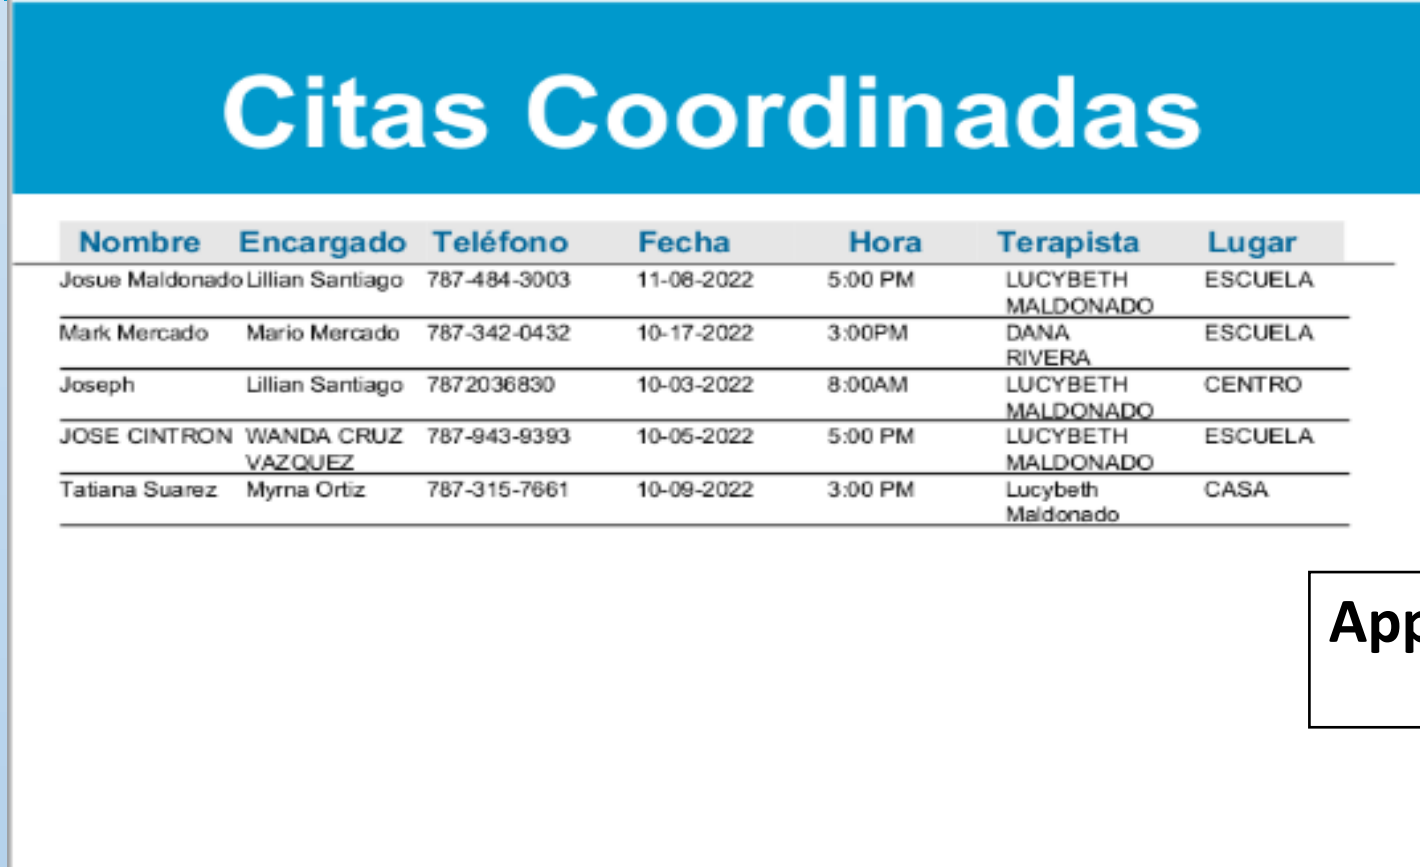 Citas Coordinadas
Nombre Encargado Teléfono Fecha Hora Terapista Lugar
Josue Maldonado Lillian Santiago 787-484-3003 11-08-2022 5:00 PM LUCYBETH ESCUELA
MALDONADO
Mark Mercado Mario Mercado 787-342-0432 10-17-2022 3:00PM DANA ESCUELA
RIVERA
Joseph Lillian Santiago 7872036830 10-03-2022 8:00AM LUCYBETH CENTRO
MALDONADO
JOSE CINTRON WANDA CRUZ 787-943-9393 10-05-2022 5:00 PM LUCYBETH ESCUELA
VAZQUEZ MALDONADO
Tatiana Suarez Myrna Ortiz 787-315-7661 10-09-2022 3:00 PM Lucybeth CASA
Maldonado